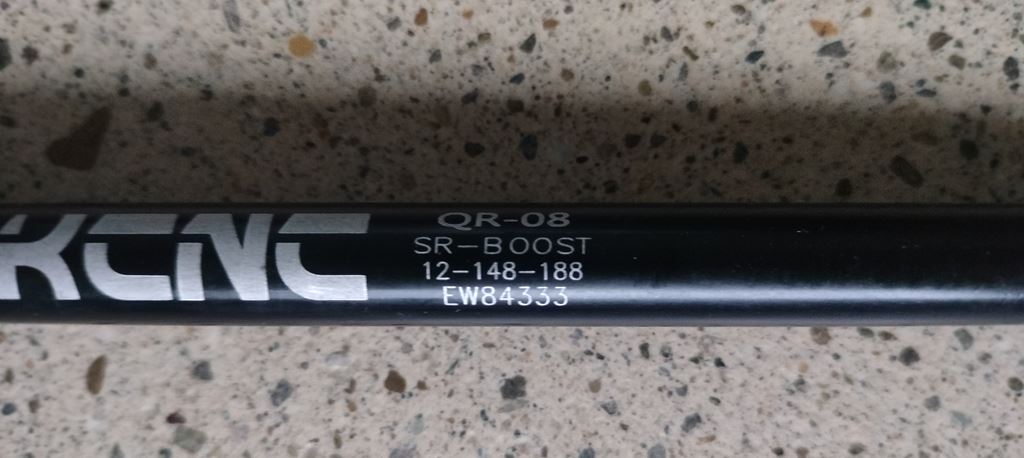 KCNC
QR-08
SR-BOOST
12-148-188
EW84333